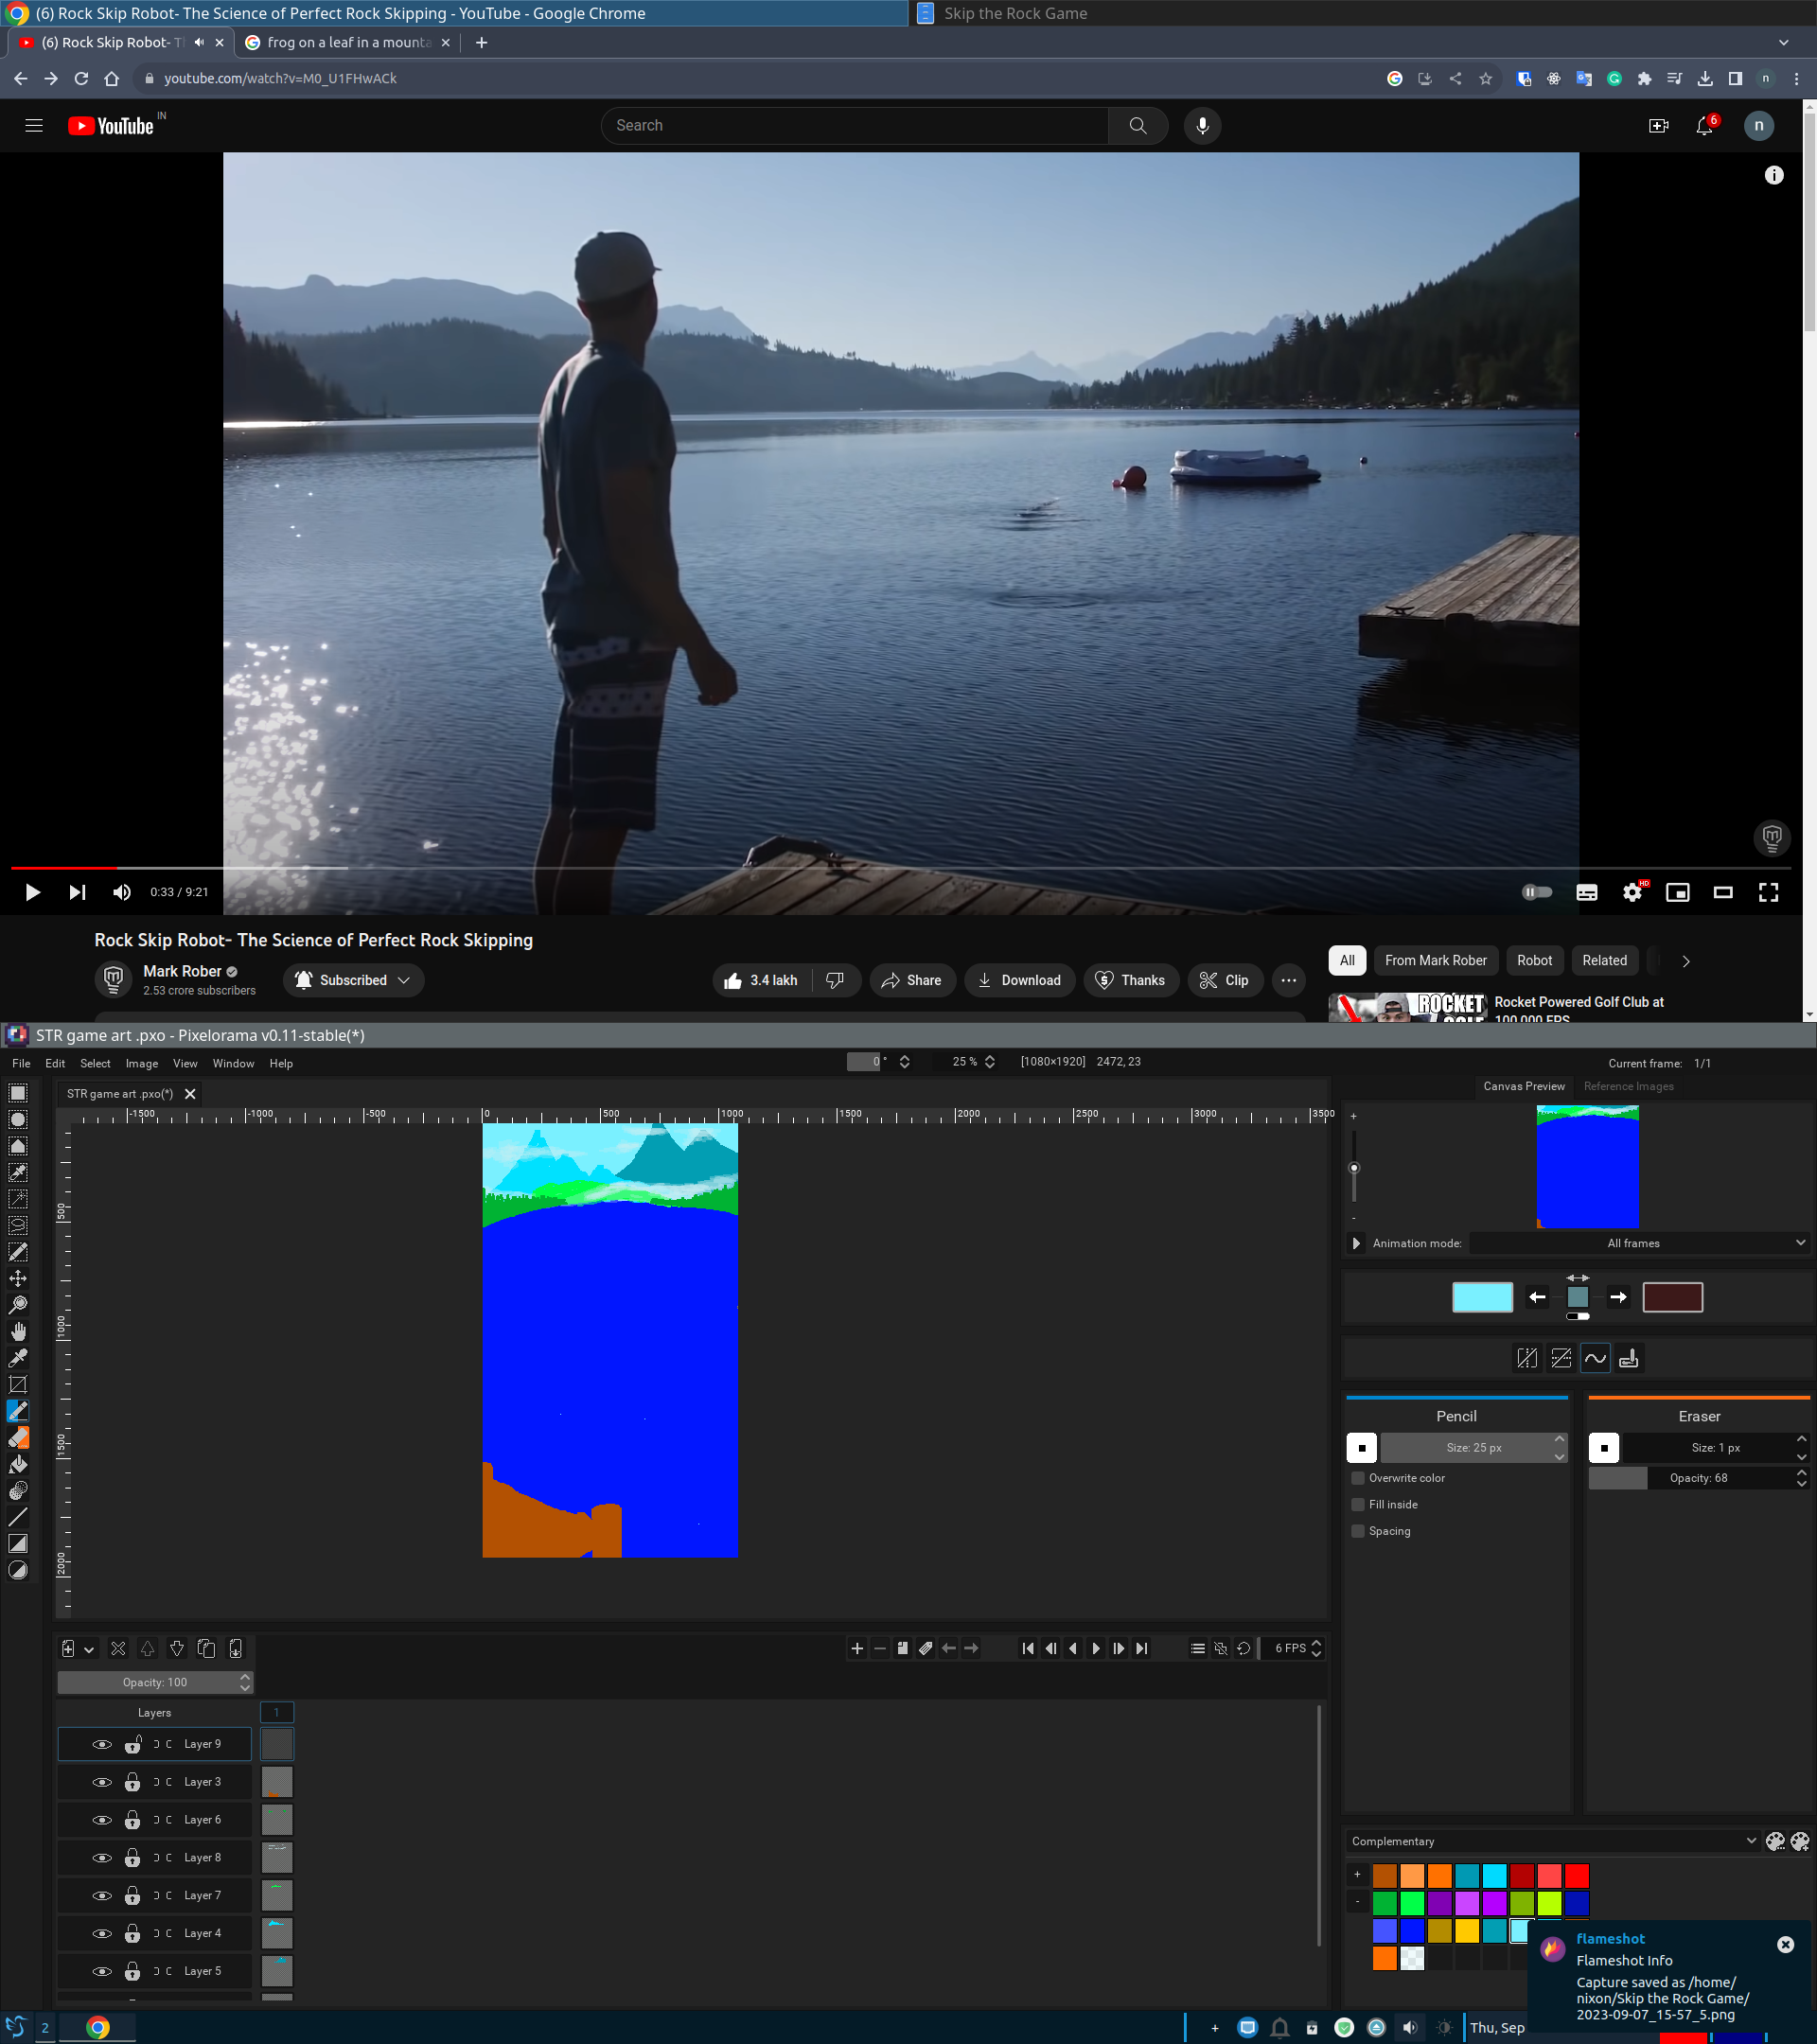 (6) Rock Skip Robot- The Science of Perfect Rock Skipping - YouTube - Google Chrome
Skip the Rock Game
(6) Rock Skip Robot- T
frog on a leaf in a mounta
youtube.com/watch?v=M0_U1FHwACk
n
YouTube IN
Search
6
n
0:33 / 9:21
HD
Rock Skip Robot- The Science of Perfect Rock Skipping
Mark Rober
2.53 crore subscribers
Subscribed
3.4 lakh
Share
Download
Thanks
Clip
All
From Mark Rober
Robot
Related
ROCKET
Rocket Powered Golf Club at
100,000 FPS
STR game art .pxo - Pixelorama v0.11-stable(*)
File Edit Select Image View Window Help
0 °
25 %
[1080×1920] 2472, 23
Current frame: 1/1
STR game art .pxo(*)
Canvas Preview
Reference Images
-1500 -1000 -500 0 500 1000 1500 2000 2500 3000 3500
500
1000
1500
2000
Animation mode:
All frames
Pencil
Size: 25 px
Overwrite color
Fill inside
Spacing
Eraser
Size: 1 px
Opacity: 68
6 FPS
Opacity: 100
Layers
1
Layer 9
Layer 3
Layer 6
Layer 8
Layer 7
Layer 4
Layer 5
Complementary
flameshot
Flameshot Info
Capture saved as /home/
nixon/Skip the Rock Game/
2023-09-07_15-57_5.png
2
Thu, Sep